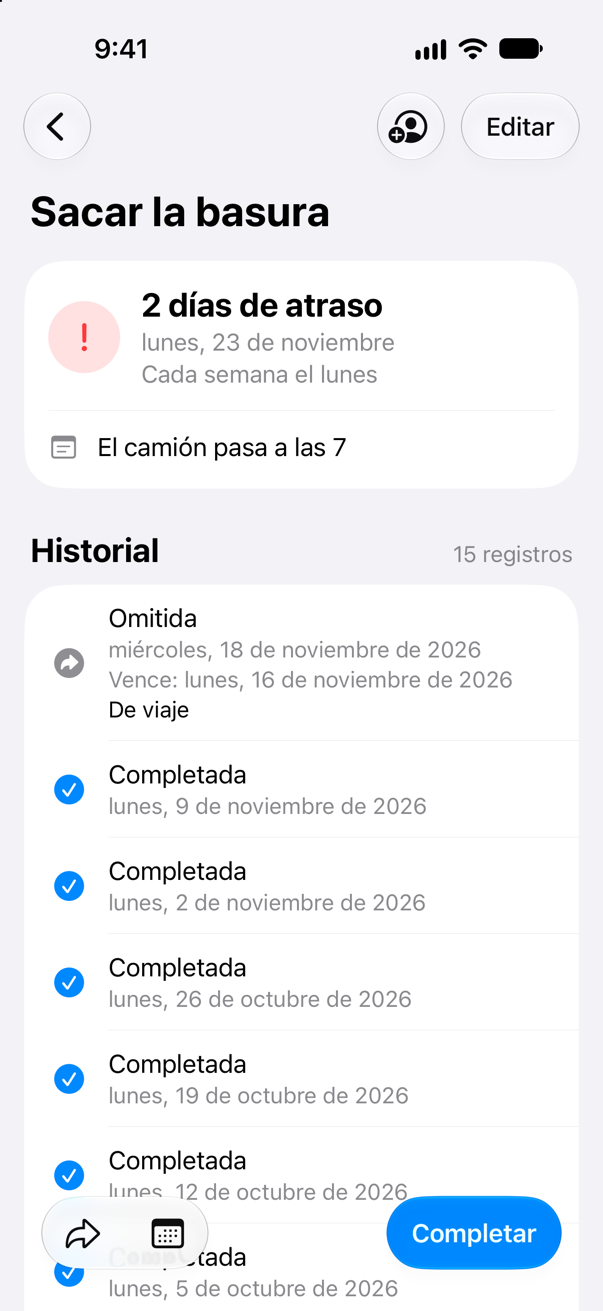 9:41
Editar
Sacar la basura
2 días de atraso
lunes, 23 de noviembre
Cada semana el lunes
El camión pasa a las 7
Historial
15 registros
Omitida
miércoles, 18 de noviembre de 2026
Vence: lunes, 16 de noviembre de 2026
De viaje
Completada
lunes, 9 de noviembre de 2026
Completada
lunes, 2 de noviembre de 2026
Completada
lunes, 26 de octubre de 2026
Completada
lunes, 19 de octubre de 2026
Completada
lunes, 12 de octubre de 2026
Completar
Completada
lunes, 5 de octubre de 2026